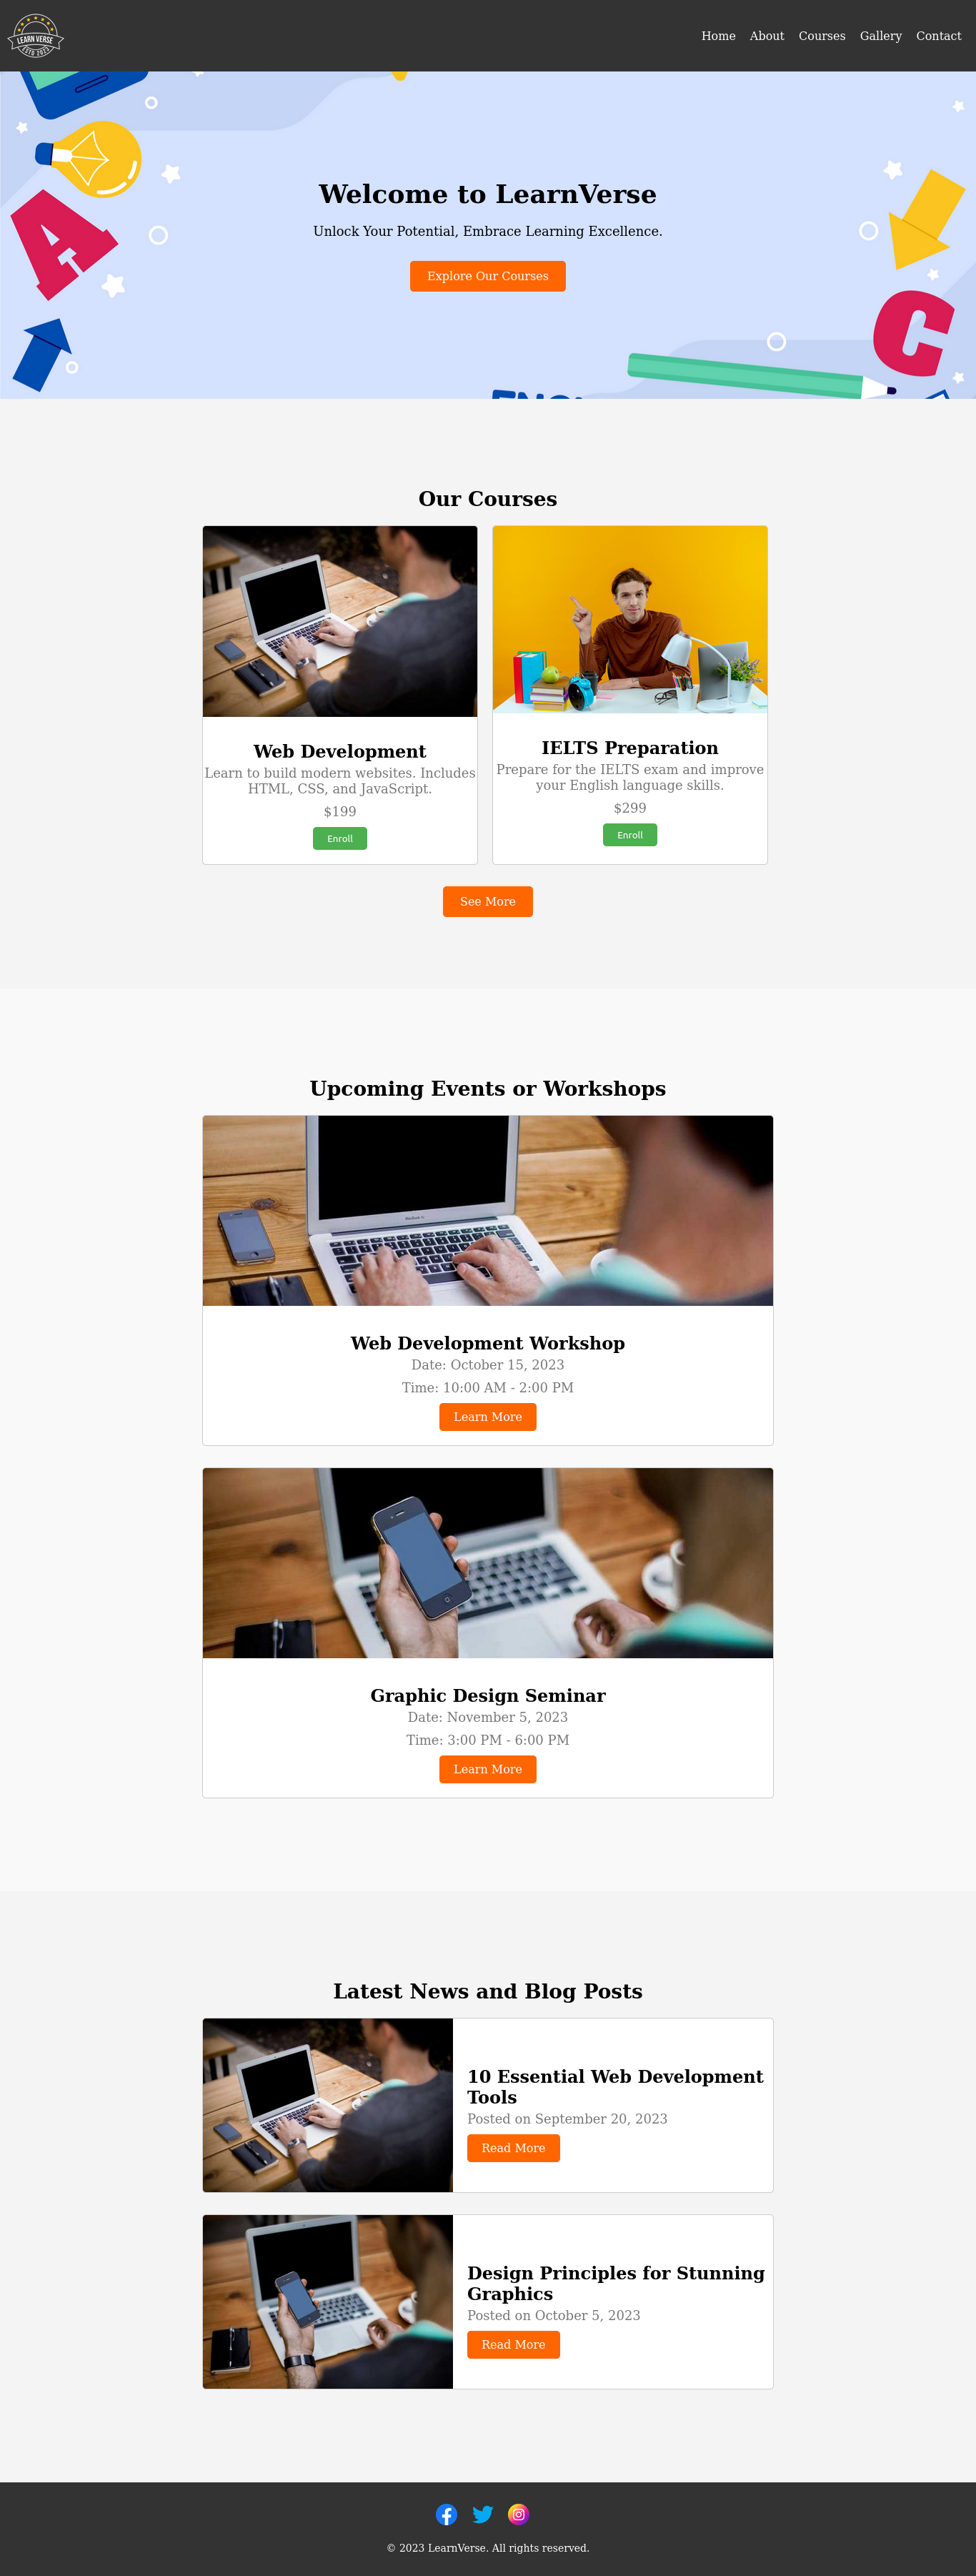 LEARN VERSE
ESTD 2023
Home About Courses Gallery Contact
A
Welcome to LearnVerse
Unlock Your Potential, Embrace Learning Excellence.
Explore Our Courses
C
Our Courses
Web Development
Learn to build modern websites. Includes
HTML, CSS, and JavaScript.
$199
Enroll
IELTS Preparation
Prepare for the IELTS exam and improve
your English language skills.
$299
Enroll
See More
Upcoming Events or Workshops
Web Development Workshop
Date: October 15, 2023
Time: 10:00 AM - 2:00 PM
Learn More
Graphic Design Seminar
Date: November 5, 2023
Time: 3:00 PM - 6:00 PM
Learn More
Latest News and Blog Posts
10 Essential Web Development
Tools
Posted on September 20, 2023
Read More
Design Principles for Stunning
Graphics
Posted on October 5, 2023
Read More
© 2023 LearnVerse. All rights reserved.